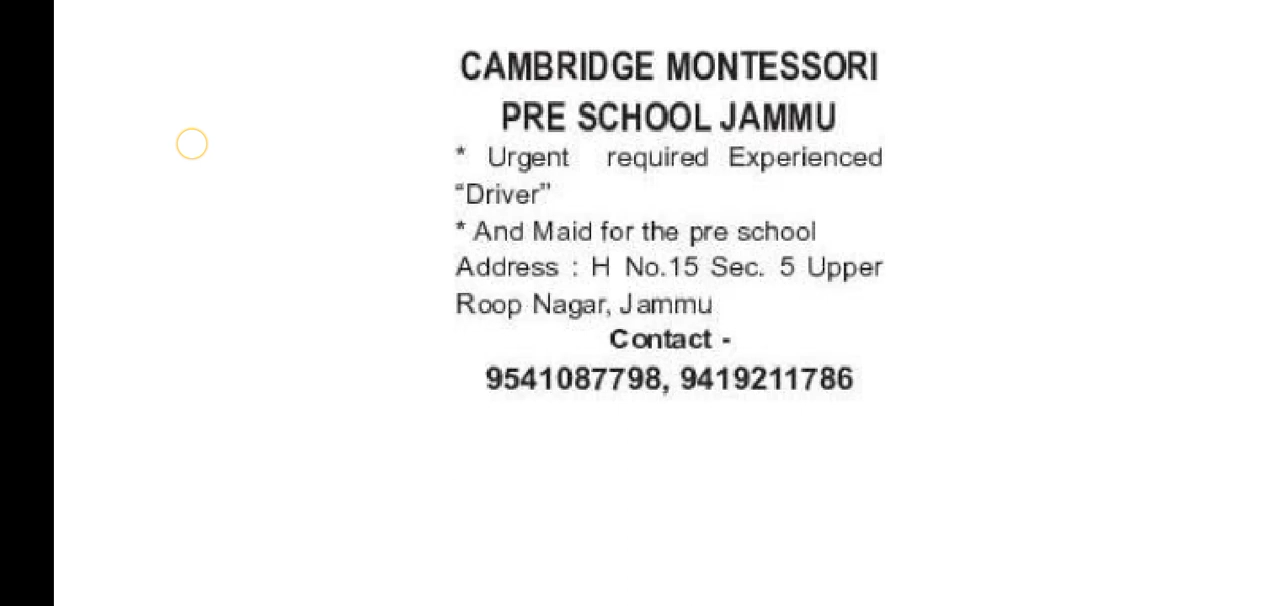 CAMBRIDGE MONTESSORI
PRE SCHOOL JAMMU
* Urgent required Experienced
“Driver”
* And Maid for the pre school
Address : H No.15 Sec. 5 Upper
Roop Nagar, Jammu
Contact -
9541087798, 9419211786